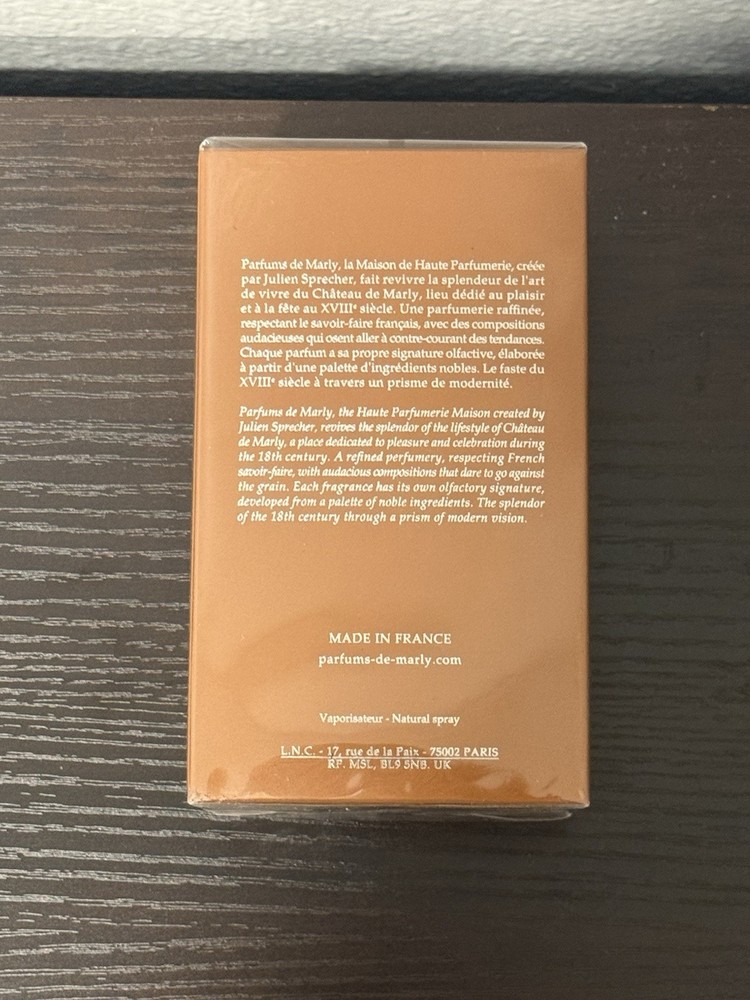 Parfums de Marly, la Maison de Haute Parfumerie, créée
par Julien Sprecher, fait revivre la splendeur de l'art
de vivre du Château de Marly, lieu dédié au plaisir
et à la fête au XVIIIᵉ siècle. Une parfumerie raffinée,
respectant le savoir-faire français, avec des compositions
audacieuses qui osent aller à contre-courant des tendances.
Chaque parfum a sa propre signature olfactive, élaborée
à partir d'une palette d'ingrédients nobles. Le faste du
XVIIIᵉ siècle à travers un prisme de modernité.
Parfums de Marly, the Haute Parfumerie Maison created by
Julien Sprecher, revives the splendor of the lifestyle of Château
de Marly, a place dedicated to pleasure and celebration during
the 18th century. A refined perfumery, respecting French
savoir-faire, with audacious compositions that dare to go against
the grain. Each fragrance has its own olfactory signature,
developed from a palette of noble ingredients. The splendor
of the 18th century through a prism of modern vision.
MADE IN FRANCE
parfums-de-marly.com
Vaporisateur - Natural spray
L.N.C. - 17, rue de la Paix - 75002 PARIS
RP. MSL, BL9 5NB. UK